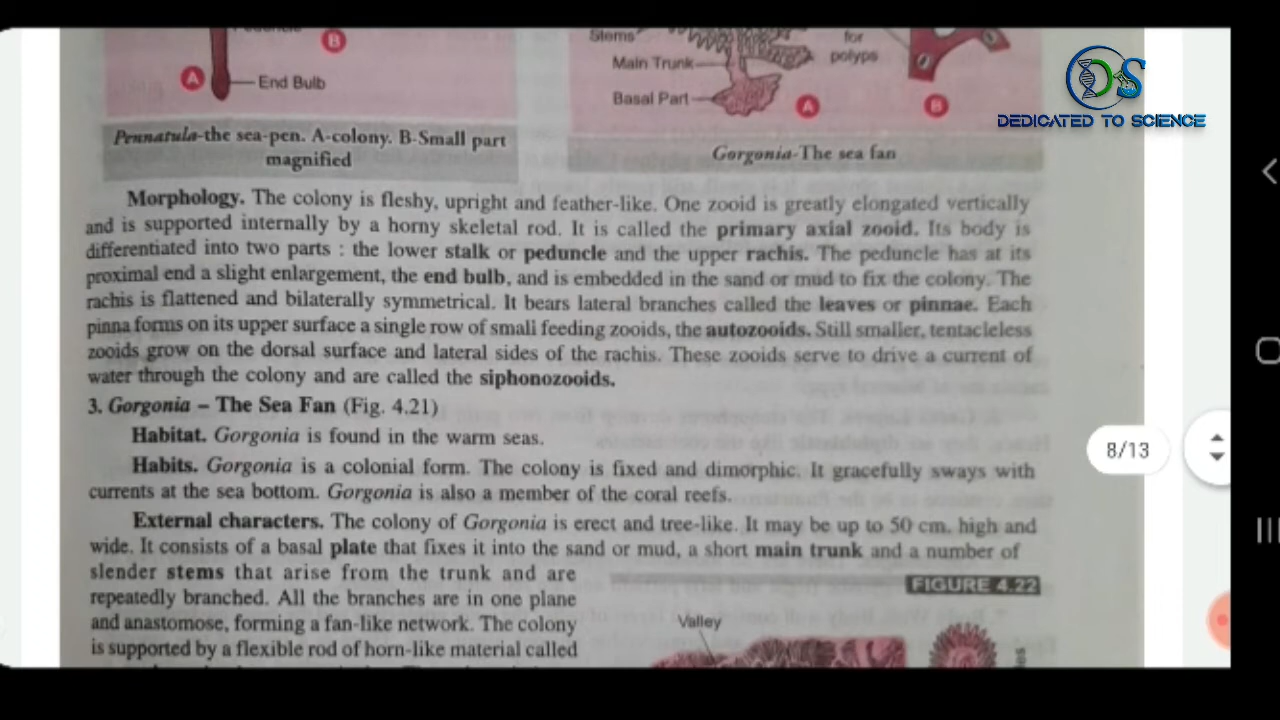 Peduncle
B
A
End Bulb
Stems
for
polyps
Main Trunk
Basal Part
A
B
DS
DEDICATED TO SCIENCE
Pennatula-the sea-pen. A-colony. B-Small part
magnified
Gorgonia-The sea fan
Morphology. The colony is fleshy, upright and feather-like. One zooid is greatly elongated vertically
and is supported internally by a horny skeletal rod. It is called the primary axial zooid. Its body is
differentiated into two parts : the lower stalk or peduncle and the upper rachis. The peduncle has at its
proximal end a slight enlargement, the end bulb, and is embedded in the sand or mud to fix the colony. The
rachis is flattened and bilaterally symmetrical. It bears lateral branches called the leaves or pinnae. Each
pinna forms on its upper surface a single row of small feeding zooids, the autozooids. Still smaller, tentacleless
zooids grow on the dorsal surface and lateral sides of the rachis. These zooids serve to drive a current of
water through the colony and are called the siphonozooids.
3. Gorgonia – The Sea Fan (Fig. 4.21)
Habitat. Gorgonia is found in the warm seas.
8/13
Habits. Gorgonia is a colonial form. The colony is fixed and dimorphic. It gracefully sways with
currents at the sea bottom. Gorgonia is also a member of the coral reefs.
External characters. The colony of Gorgonia is erect and tree-like. It may be up to 50 cm. high and
wide. It consists of a basal plate that fixes it into the sand or mud, a short main trunk and a number of
slender stems that arise from the trunk and are
repeatedly branched. All the branches are in one plane
and anastomose, forming a fan-like network. The colony
is supported by a flexible rod of horn-like material called
FIGURE 4.22
Valley